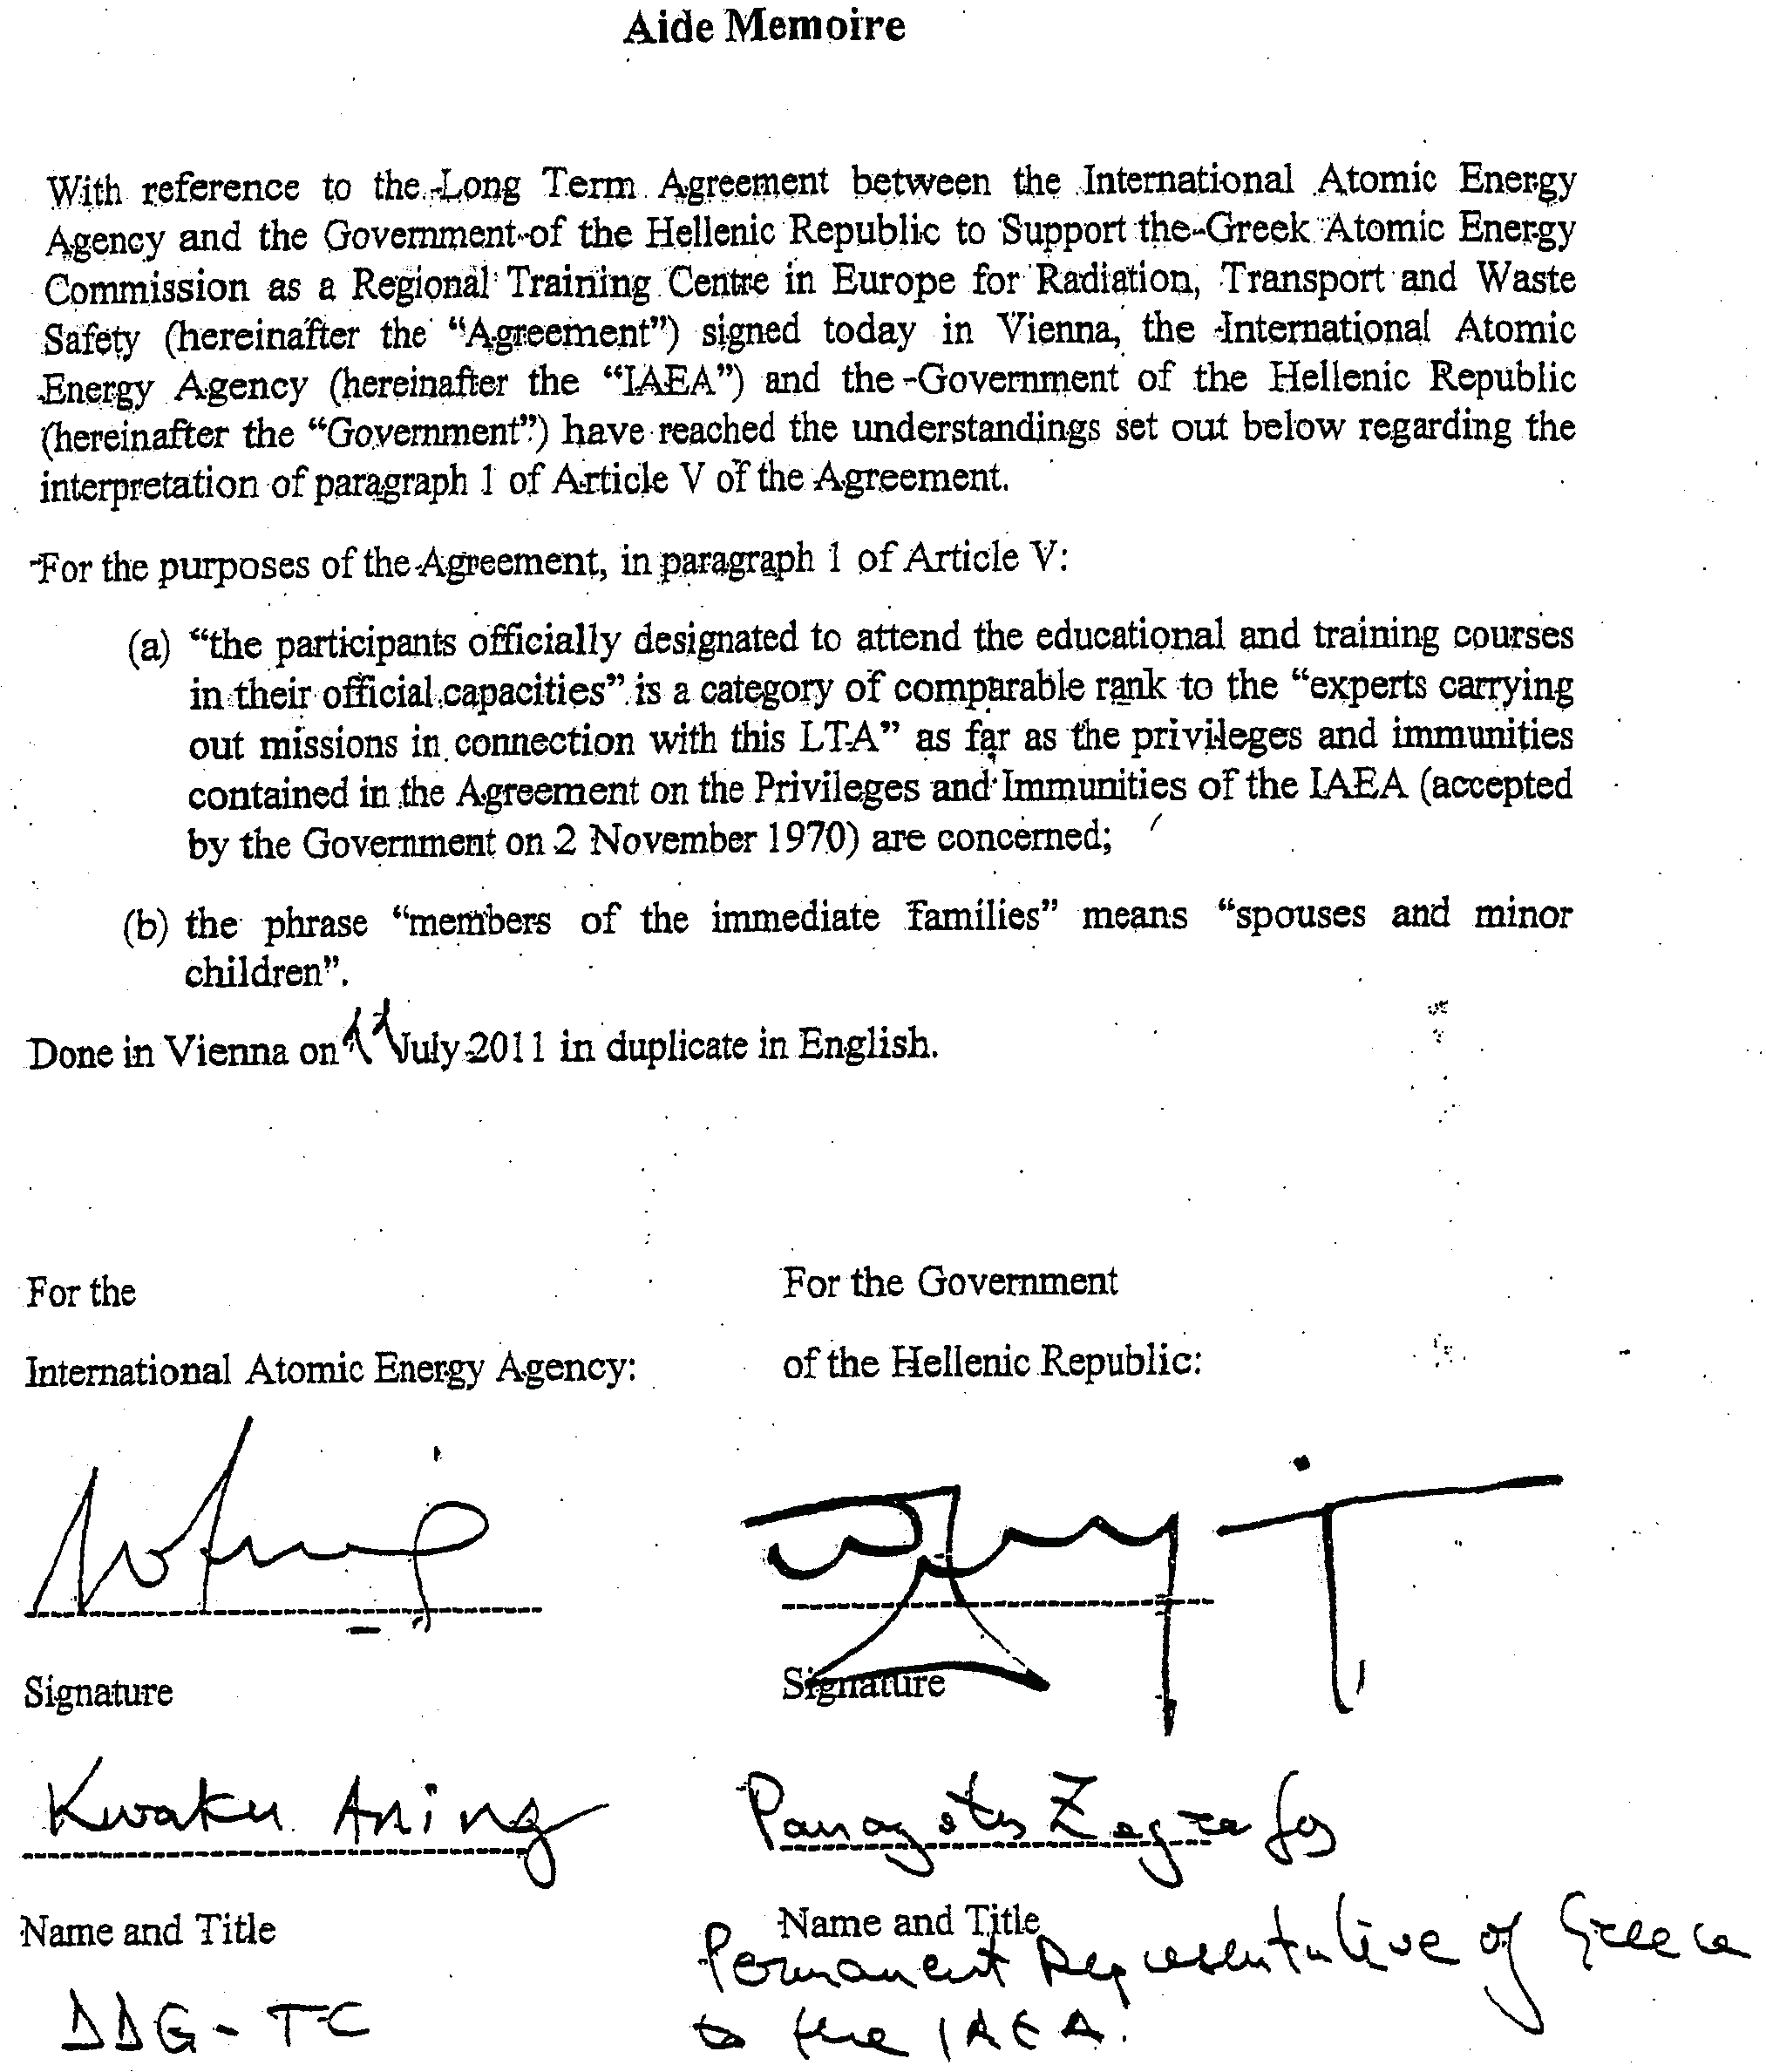 Aide Memoire
With reference to the Long Term Agreement between the International Atomic Energy
Agency and the Government of the Hellenic Republic to Support the Greek Atomic Energy
Commission as a Regional Training Centre in Europe for Radiation, Transport and Waste
Safety (hereinafter the “Agreement”) signed today in Vienna, the International Atomic
Energy Agency (hereinafter the “IAEA”) and the Government of the Hellenic Republic
(hereinafter the “Government”) have reached the understandings set out below regarding the
interpretation of paragraph 1 of Article V of the Agreement.
For the purposes of the Agreement, in paragraph 1 of Article V:
(a) “the participants officially designated to attend the educational and training courses
in their official capacities” is a category of comparable rank to the “experts carrying
out missions in connection with this LTA” as far as the privileges and immunities
contained in the Agreement on the Privileges and Immunities of the IAEA (accepted
by the Government on 2 November 1970) are concerned;
(b) the phrase “members of the immediate families” means “spouses and minor
children”.
Done in Vienna on July 2011 in duplicate in English.
For the
International Atomic Energy Agency:
Signature
Kwaku Aning
Name and Title
DDG - TC
For the Government
of the Hellenic Republic:
Signature
Name and Title
Permanent Representative of Greece
to the IAEA.